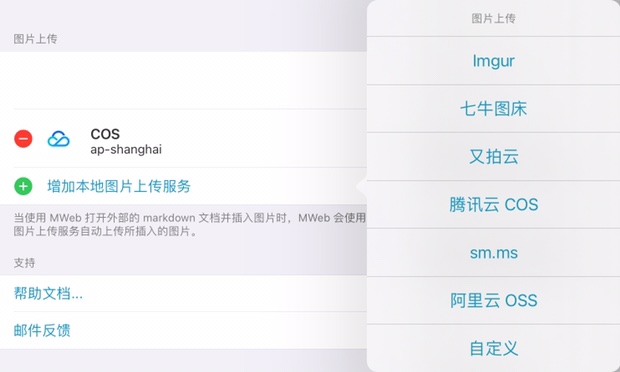 图片上传
COS
ap-shanghai
增加本地图片上传服务
当使用 MWeb 打开外部的 markdown 文档并插入图片时，MWeb 会使用
图片上传服务自动上传所插入的图片。
支持
帮助文档...
邮件反馈
图片上传
Imgur
七牛图床
又拍云
腾讯云 COS
sm.ms
阿里云 OSS
自定义